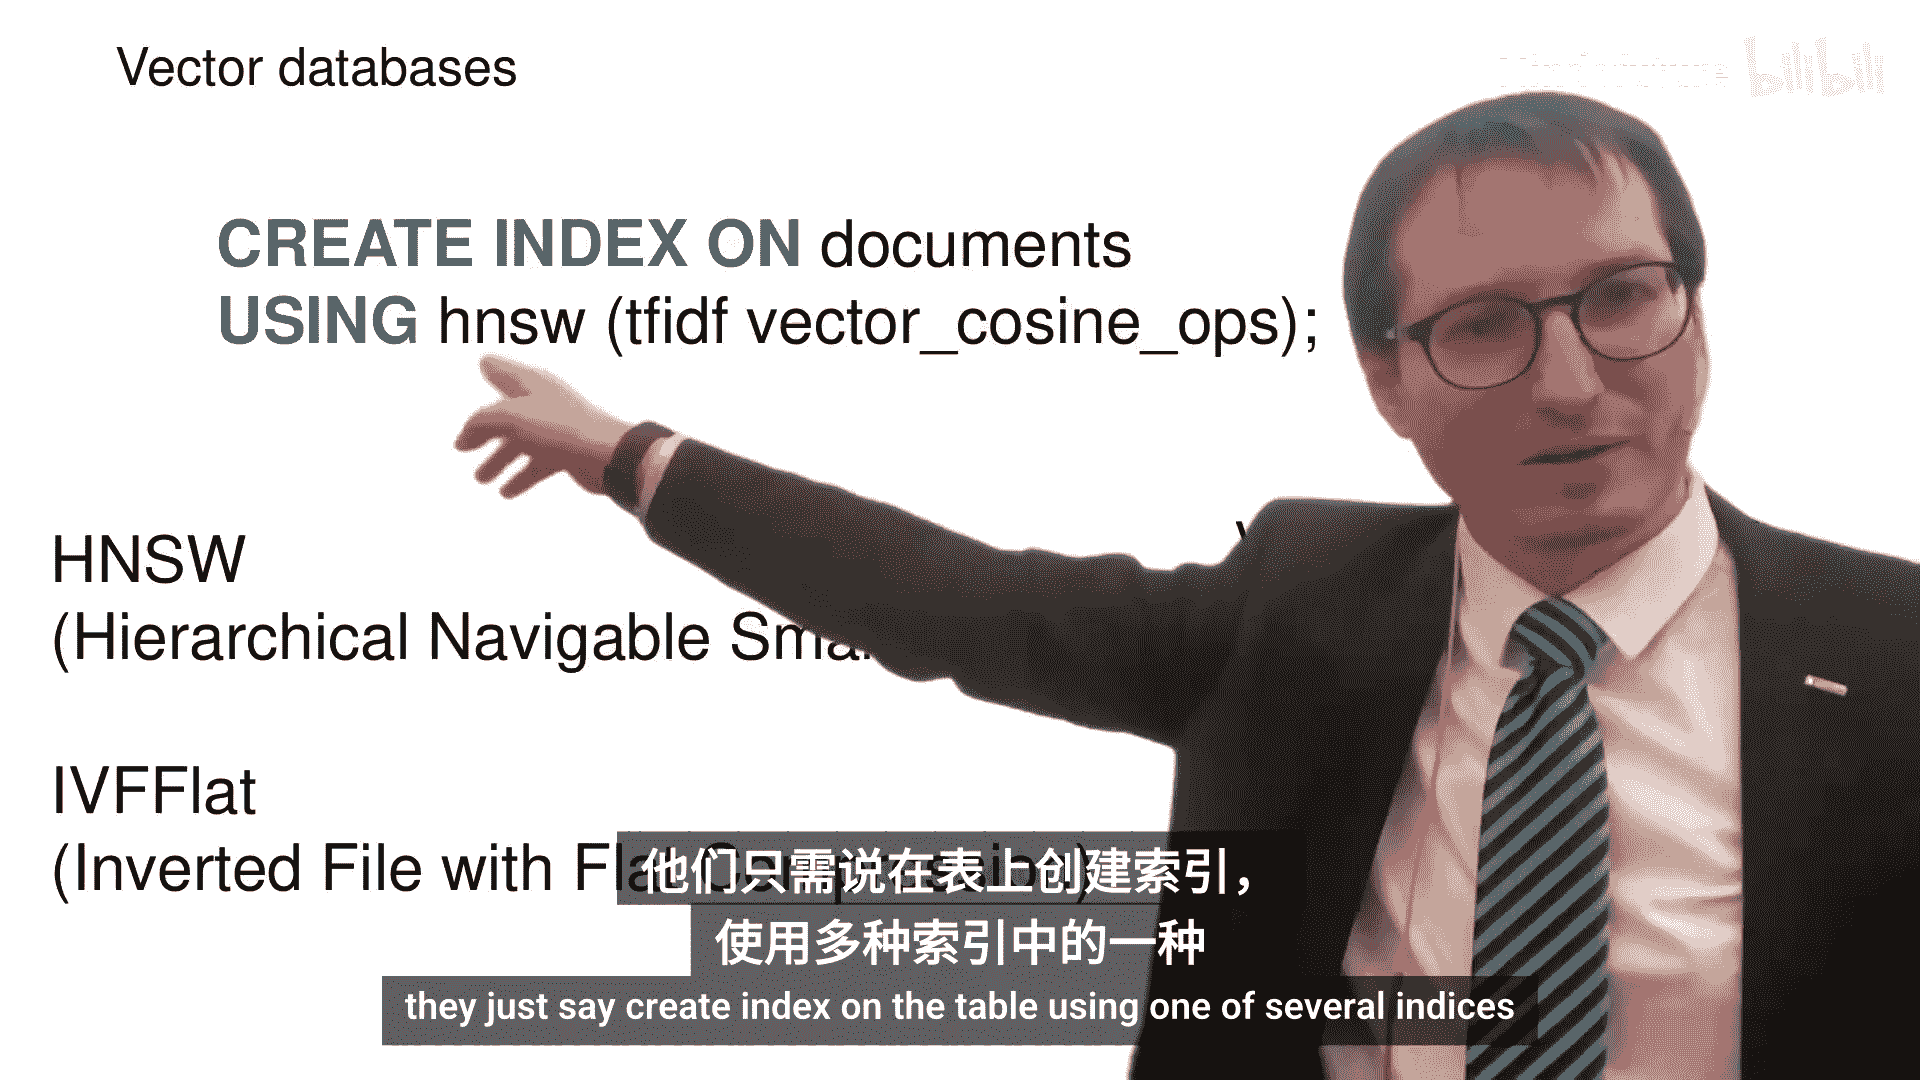 Vector databases
bilibili
CREATE INDEX ON documents
USING hnsw (tfidf vector_cosine_ops);
HNSW
(Hierarchical Navigable
IVFFlat
(Inverted File with
他们只需说在表上创建索引，
使用多种索引中的一种
they just say create index on the table using one of several indices